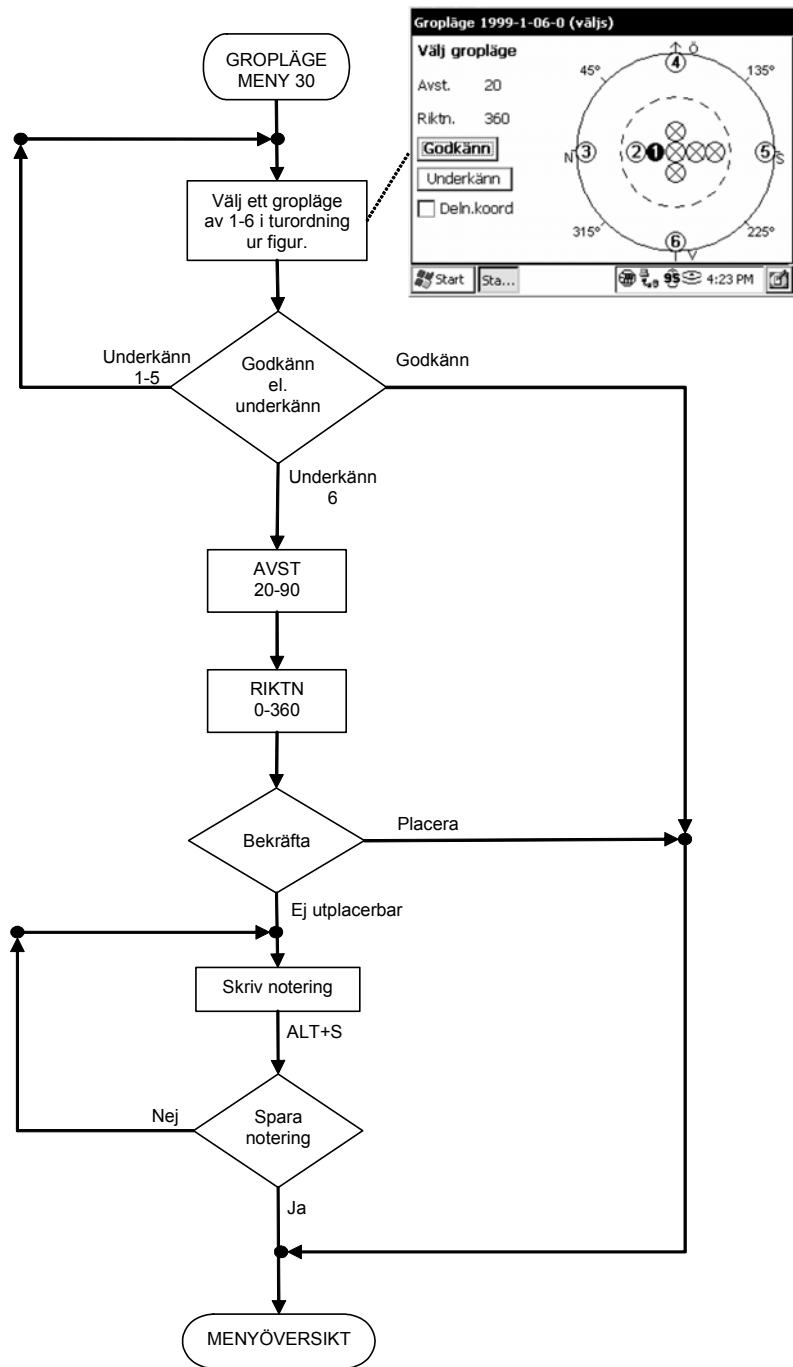 GROPLÄGE
MENY 30
Gropläge 1999-1-06-0 (väljs)
Välj gropläge
Avst. 20
Riktn. 360
Godkänn
Underkänn
Deln.koord
Ö
4
45°
135°
N
3
2
1
5
S
315°
225°
6
V
Start
Sta...
95
4:23 PM
Välj ett gropläge
av 1-6 i turordning
ur figur.
Underkänn
1-5
Godkänn
el.
underkänn
Godkänn
Underkänn
6
AVST
20-90
RIKTN
0-360
Bekräfta
Placera
Ej utplacerbar
Skriv notering
ALT+S
Nej
Spara
notering
Ja
MENYÖVERSIKT